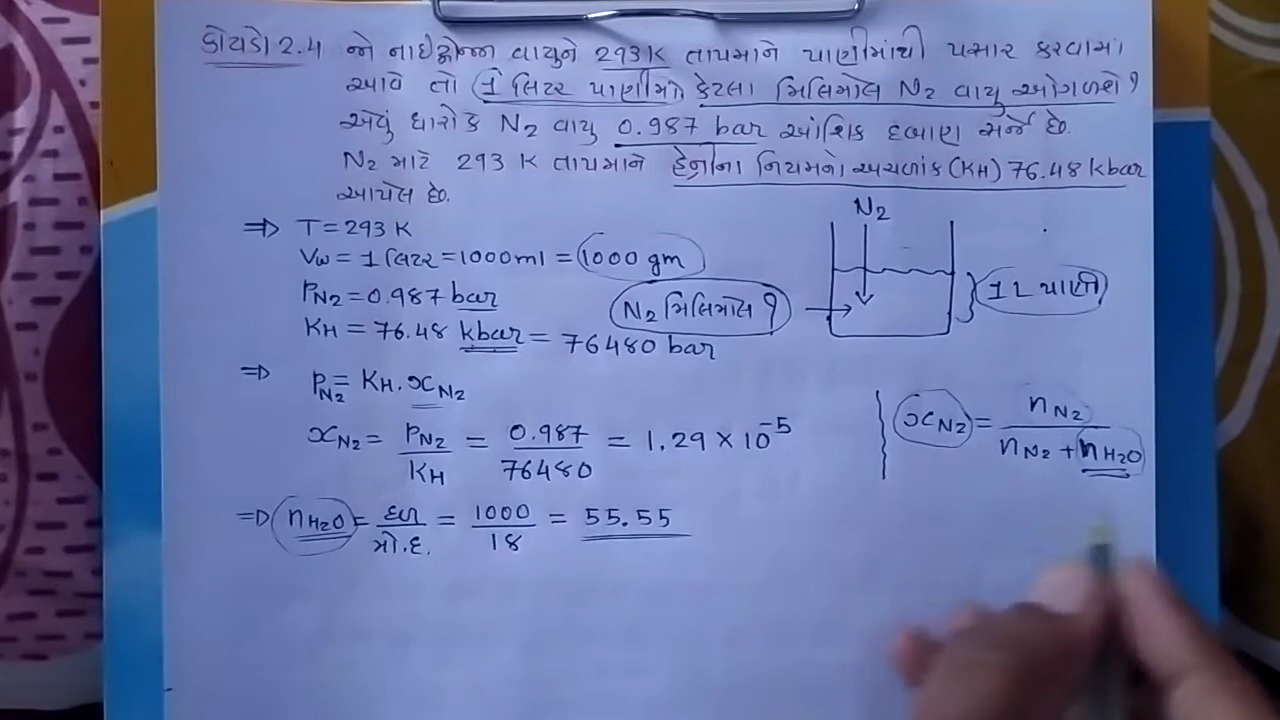 કોયડો 2.4 જો નાઇટ્રોજન વાયુને 293K તાપમાને પાણીમાંથી પસાર કરવામાં
આવે તો 1 લિટર પાણીમાં કેટલા મિલિમોલ N2 વાયુ ઓગળશે ?
એવું ધારોકે N2 વાયુ 0.987 bar આંશિક દબાણ સર્જે છે.
N2 માટે 293 K તાપમાને હેન્રીના નિયમનો અચળાંક (KH) 76.48 kbar
આપેલ છે.
⇒ T = 293 K
Vw = 1 લિટર = 1000ml = 1000 gm
PN2 = 0.987 bar
KH = 76.48 kbar = 76480 bar
N2
N2 મિલિમોલ ?
1 L પાણી
⇒ PN2 = KH . xN2
xN2 = PN2 / KH = 0.987 / 76480 = 1.29 × 10^-5
xN2 = nN2 / nN2 + nH2O
⇒ nH2O = દળ / મો.દ. = 1000 / 18 = 55.55